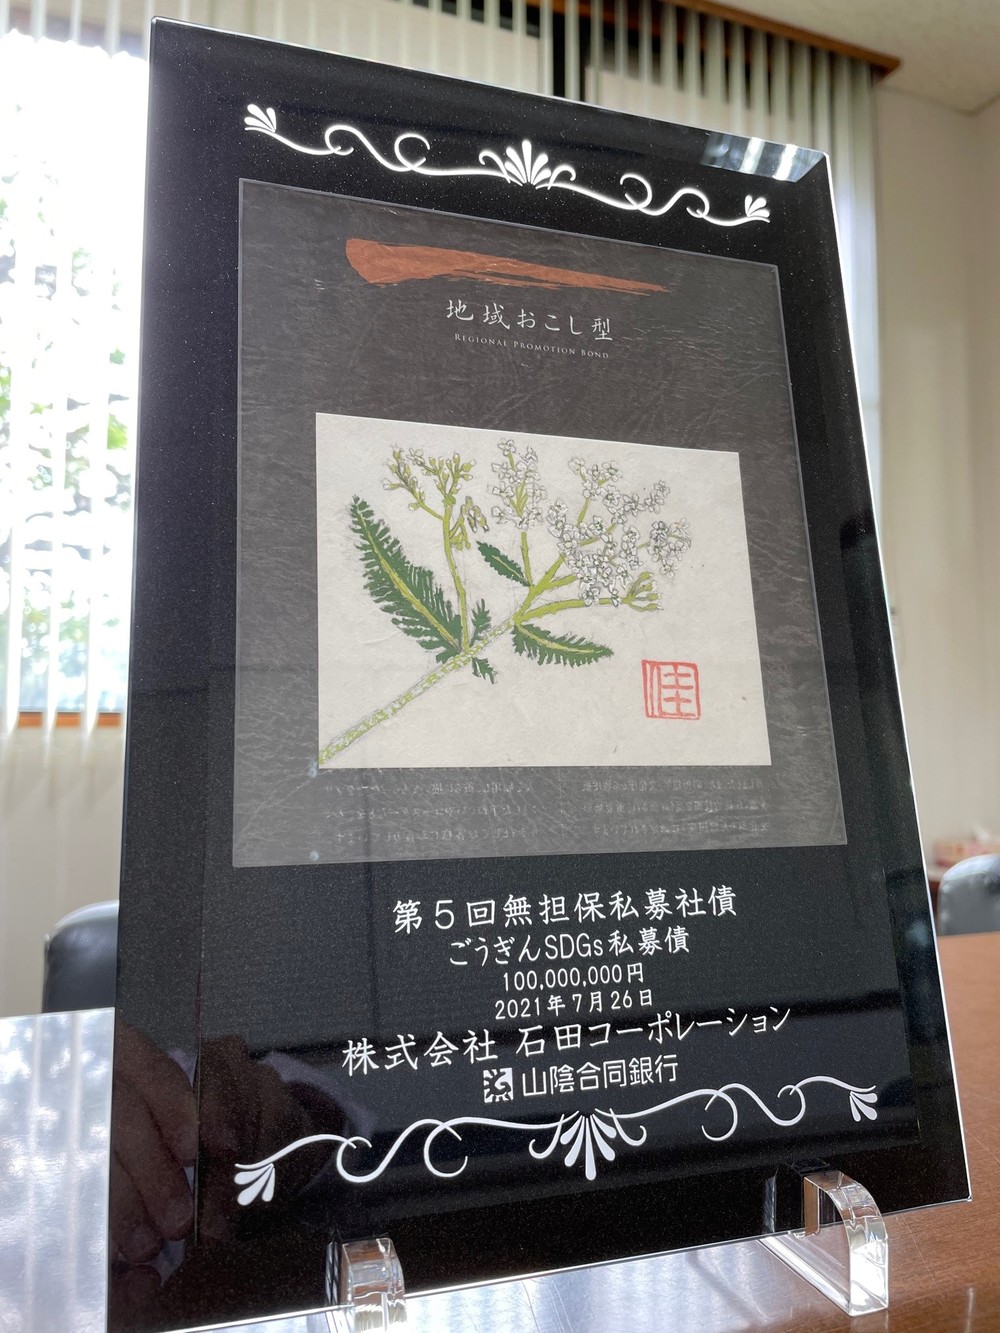 地域おこし型
REGIONAL PROMOTION BOND
佳
第5回無担保私募社債
ごうぎんSDGs私募債
100,000,000円
2021年7月26日
株式会社 石田コーポレーション
山陰合同銀行